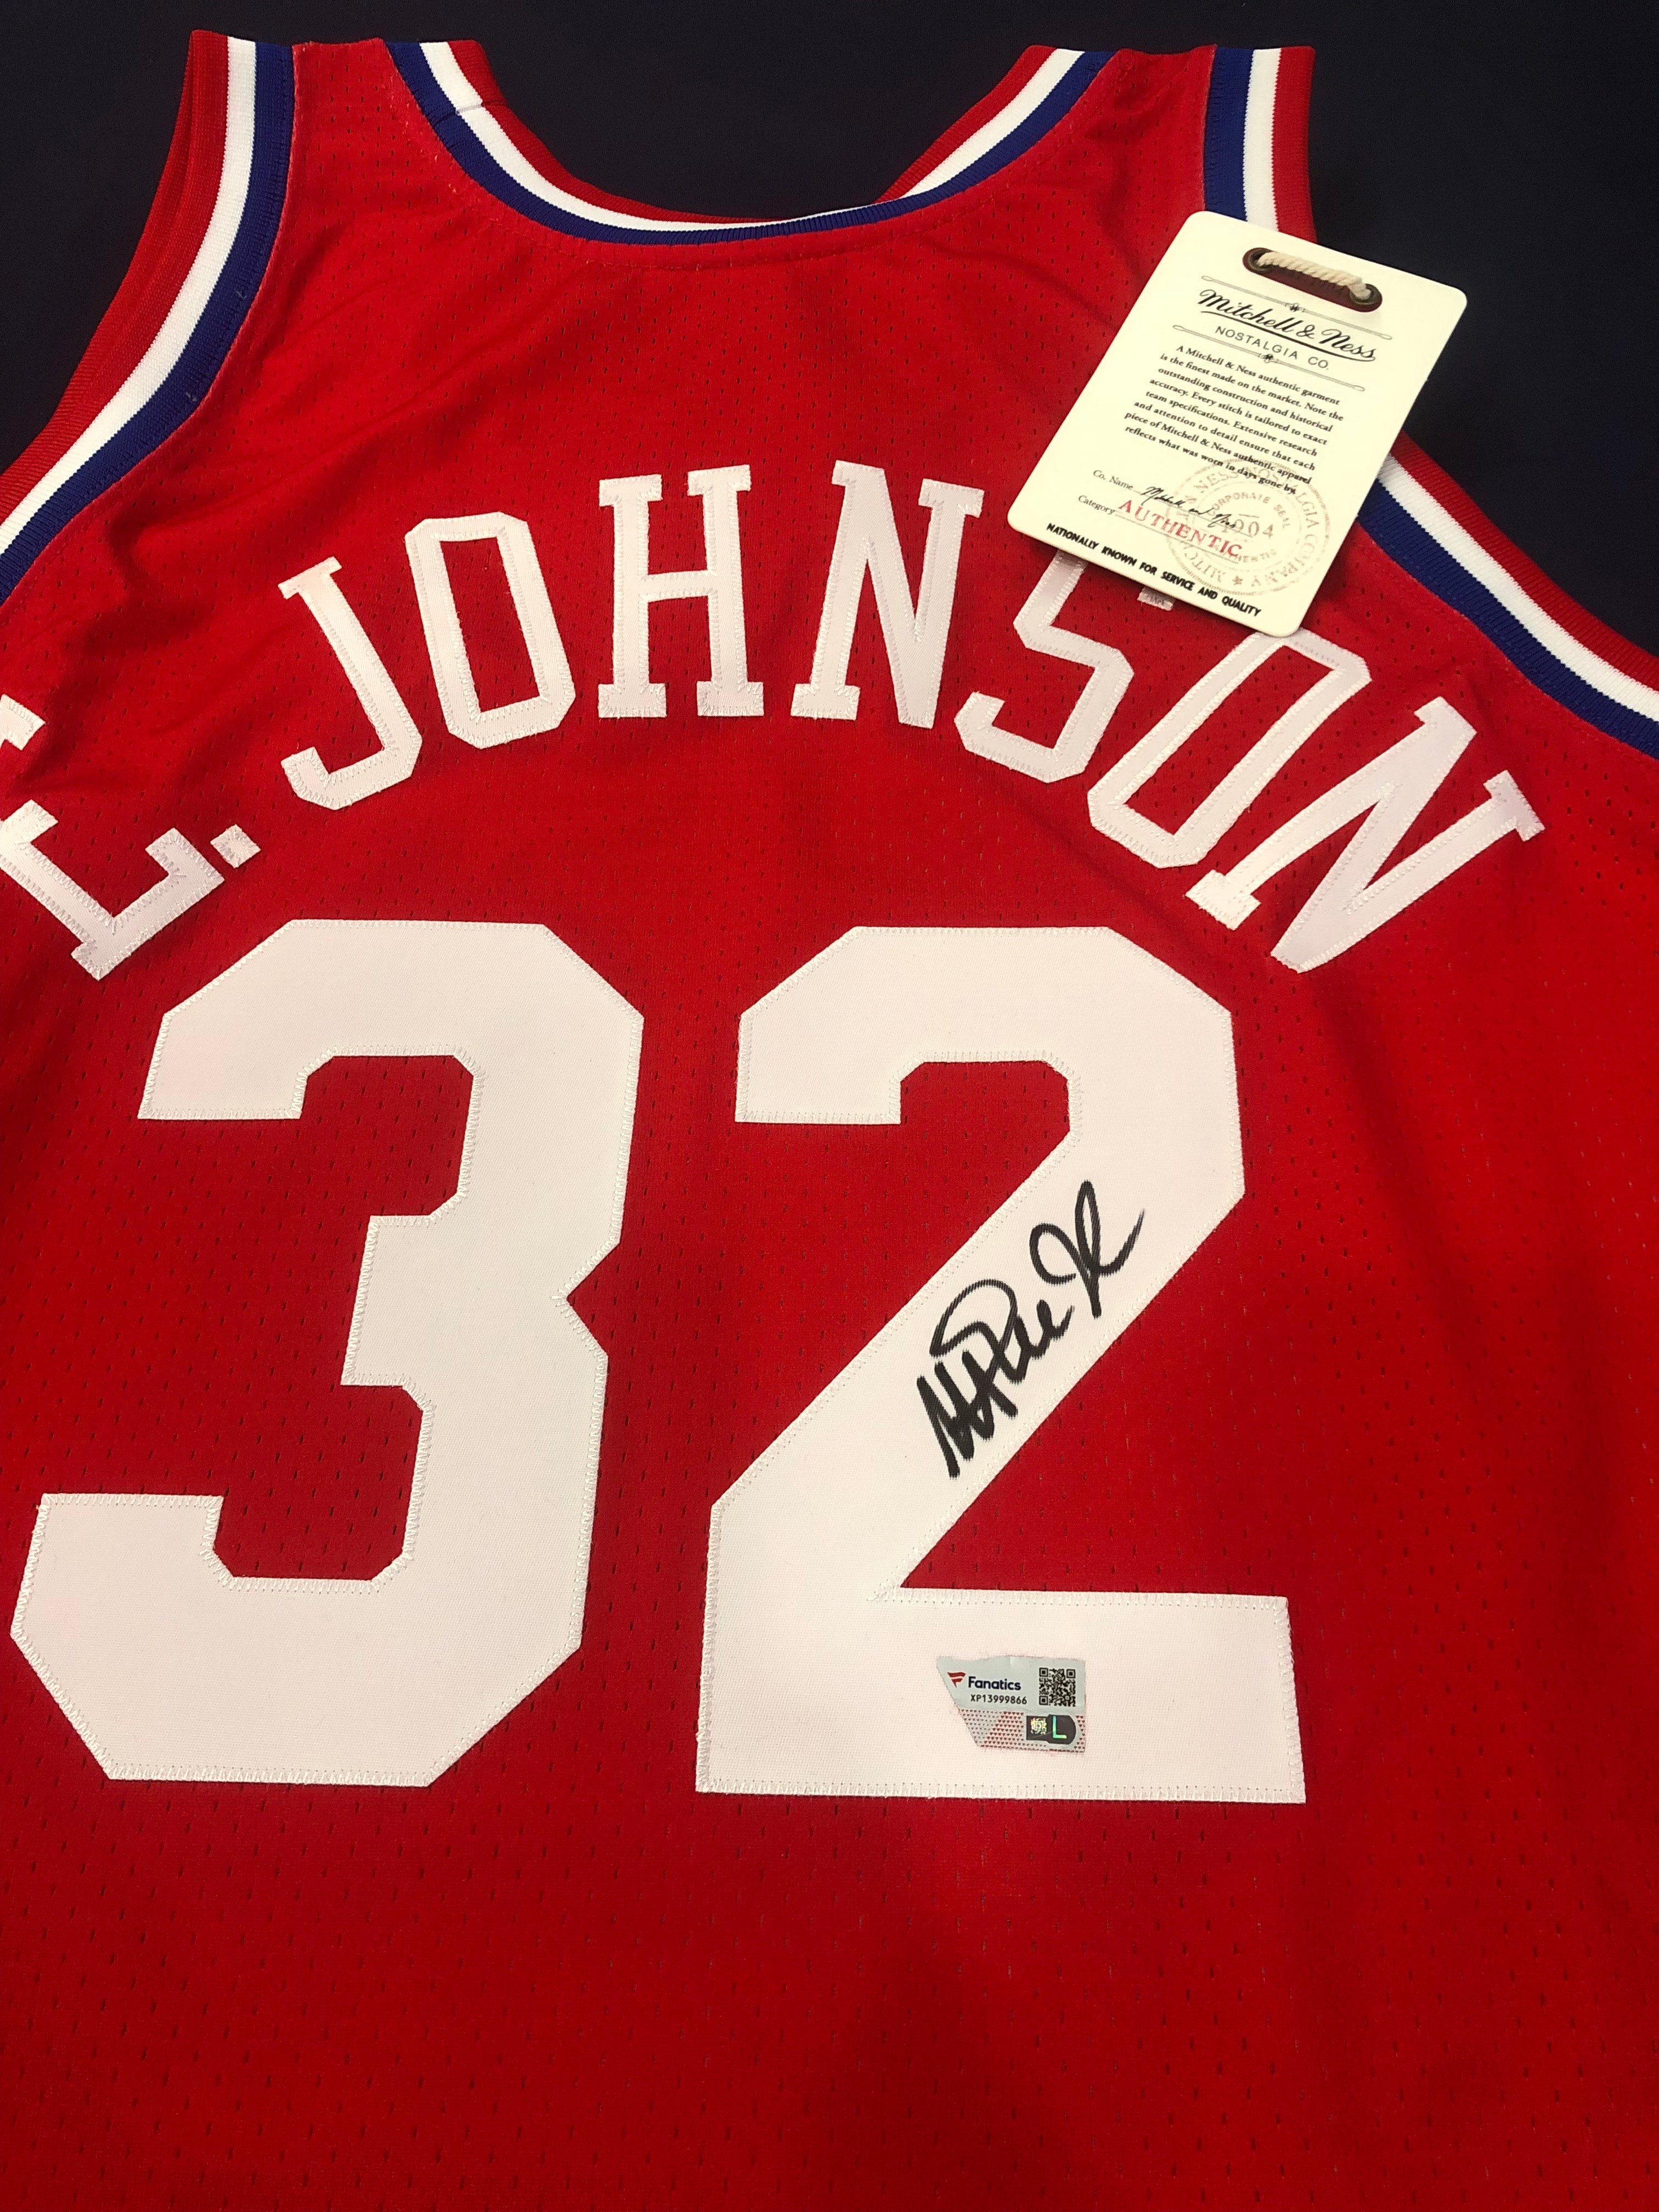 Mitchell & Ness
NOSTALGIA CO.
A Mitchell & Ness authentic garment
is the finest made on the market. Note the
outstanding construction and historical
accuracy. Every stitch is tailored to exact
team specifications. Extensive research
and attention to detail ensure that each
piece of Mitchell & Ness authentic apparel
reflects what was worn in days gone by.
Co. Name Mitchell and Ness
Category AUTHENTIC
NATIONALLY KNOWN FOR SERVICE AND QUALITY
E. JOHNSON
32
Fanatics
XP13999866
L